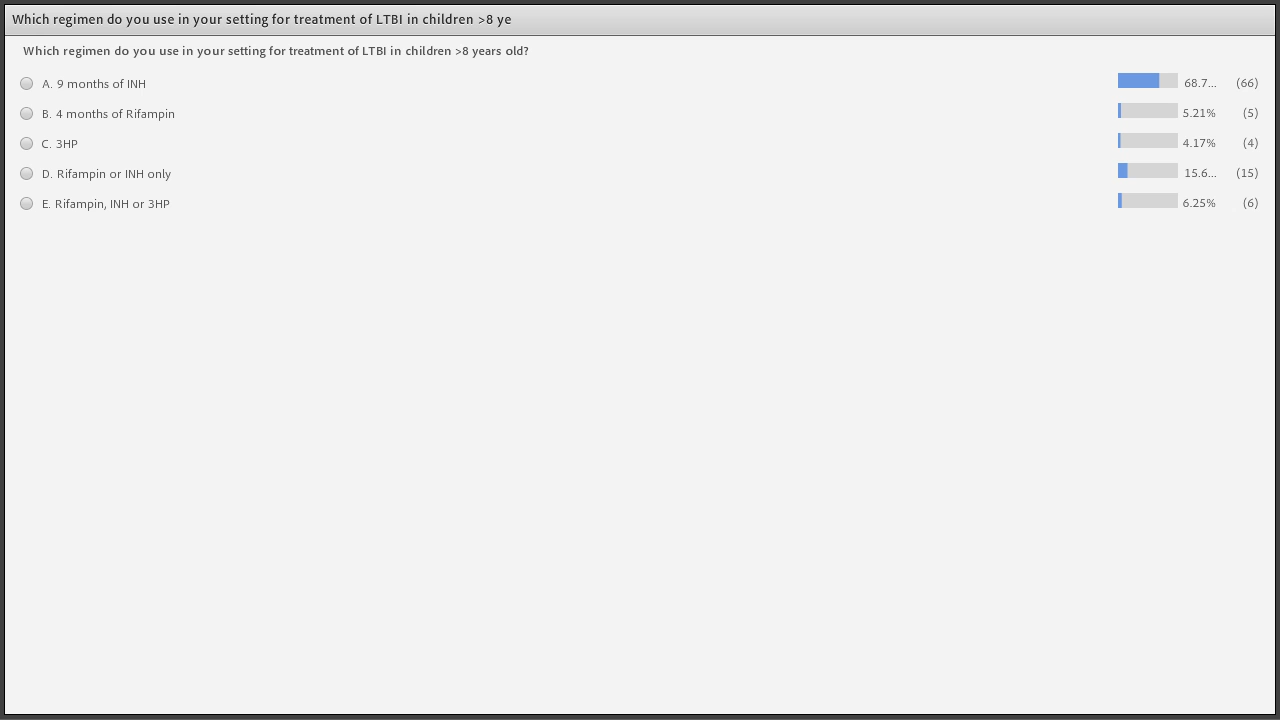 Which regimen do you use in your setting for treatment of LTBI in children >8 ye
Which regimen do you use in your setting for treatment of LTBI in children >8 years old?
A. 9 months of INH 68.7... (66)
B. 4 months of Rifampin 5.21% (5)
C. 3HP 4.17% (4)
D. Rifampin or INH only 15.6... (15)
E. Rifampin, INH or 3HP 6.25% (6)